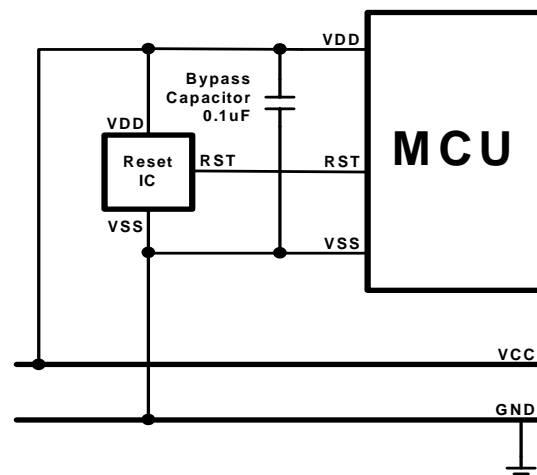 VDD
Bypass
Capacitor
0.1uF
VDD
Reset
IC
RST
RST
MCU
VSS
VSS
VCC
GND